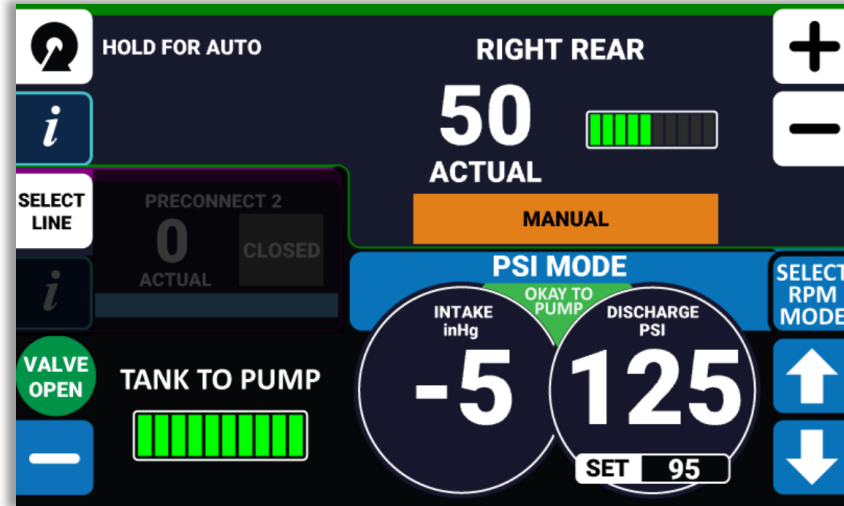 HOLD FOR AUTO
RIGHT REAR
50
ACTUAL
MANUAL
i
SELECT
LINE
PRECONNECT 2
0
ACTUAL
CLOSED
i
PSI MODE
OKAY TO
PUMP
SELECT
RPM
MODE
INTAKE
inHg
-5
DISCHARGE
PSI
125
SET 95
VALVE
OPEN
TANK TO PUMP